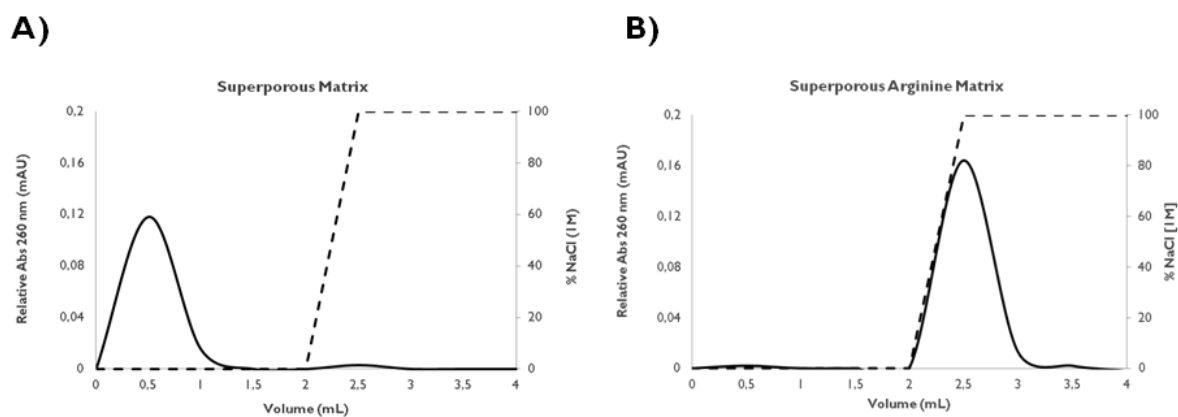 A)
Superporous Matrix
Relative Abs 260 nm (mAU)
0,2
0,16
0,12
0,08
0,04
0
100
80
60
40
20
0
% NaCl (1M)
0 0,5 1 1,5 2 2,5 3 3,5 4
Volume (mL)
B)
Superporous Arginine Matrix
Relative Abs 260 nm (mAU)
0,2
0,16
0,12
0,08
0,04
0
100
80
60
40
20
0
% NaCl [1M]
0 0,5 1 1,5 2 2,5 3 3,5 4
Volume (mL)